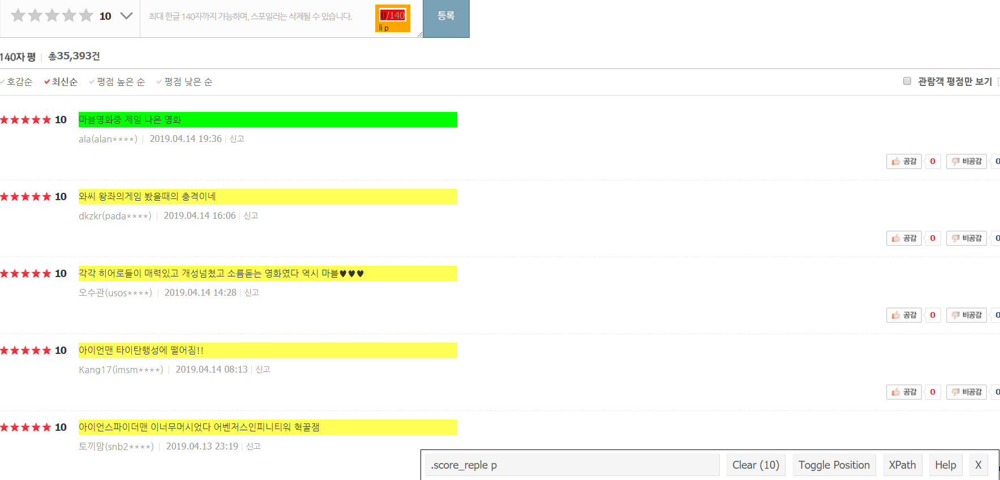 10 최대 한글 140자까지 가능하며, 스포일러는 삭제될 수 있습니다. 0/140 등록
li p
140자 평 총35,393건
호감순 최신순 평점 높은 순 평점 낮은 순 관람객 평점만 보기
10 마블영화중 제일 나은 영화
ala(alan****) 2019.04.14 19:36 신고
공감 0 비공감 0
10 와씨 왕좌의게임 봤을때의 충격이네
dkzkr(pada****) 2019.04.14 16:06 신고
공감 0 비공감 0
10 각각 히어로들이 매력있고 개성넘쳤고 소름돋는 영화였다 역시 마블♥♥♥
오수관(usos****) 2019.04.14 14:28 신고
공감 0 비공감 0
10 아이언맨 타이탄행성에 떨어짐!!
Kang17(imsm****) 2019.04.14 08:13 신고
공감 0 비공감 0
10 아이언스파이더맨 이너무머시었다 어벤저스인피니티워 혁꿀잼
토끼맘(snb2****) 2019.04.13 23:19 신고
.score_reple p Clear (10) Toggle Position XPath Help X